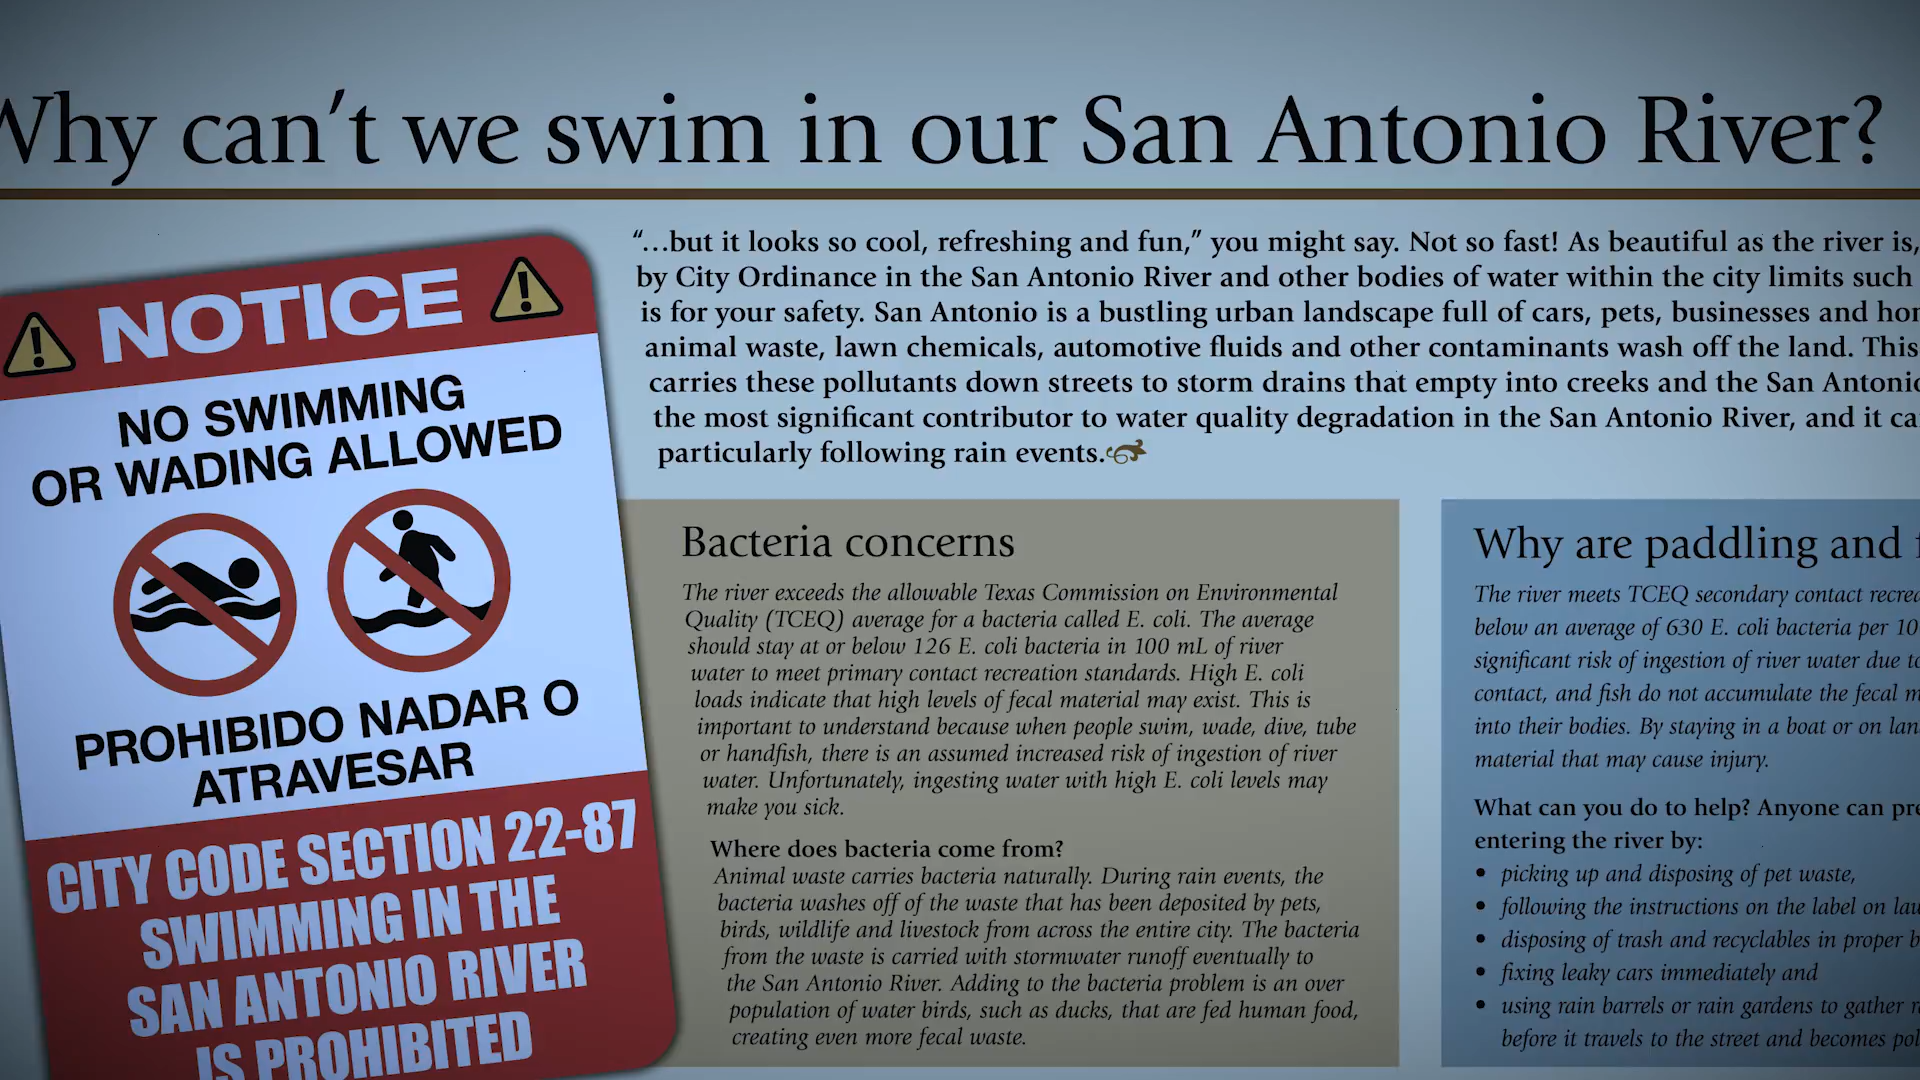 Why can't we swim in our San Antonio River?
"...but it looks so cool, refreshing and fun," you might say. Not so fast! As beautiful as the river is,
by City Ordinance in the San Antonio River and other bodies of water within the city limits such
is for your safety. San Antonio is a bustling urban landscape full of cars, pets, businesses and
animal waste, lawn chemicals, automotive fluids and other contaminants wash off the land. This
carries these pollutants down streets to storm drains that empty into creeks and the San Antonio
the most significant contributor to water quality degradation in the San Antonio River, and it
particularly following rain events.
NOTICE
NO SWIMMING
OR WADING ALLOWED
PROHIBIDO NADAR O
ATRAVESAR
CITY CODE SECTION 22-87
SWIMMING IN THE
SAN ANTONIO RIVER
IS PROHIBITED
Bacteria concerns
The river exceeds the allowable Texas Commission on Environmental
Quality (TCEQ) average for a bacteria called E. coli. The average
should stay at or below 126 E. coli bacteria in 100 mL of river
water to meet primary contact recreation standards. High E. coli
loads indicate that high levels of fecal material may exist. This is
important to understand because when people swim, wade, dive, tube
or handfish, there is an assumed increased risk of ingestion of river
water. Unfortunately, ingesting water with high E. coli levels may
make you sick.
Where does bacteria come from?
Animal waste carries bacteria naturally. During rain events, the
bacteria washes off of the waste that has been deposited by pets,
birds, wildlife and livestock from across the entire city. The bacteria
from the waste is carried with stormwater runoff eventually to
the San Antonio River. Adding to the bacteria problem is an over
population of water birds, such as ducks, that are fed human food,
creating even more fecal waste.
Why are paddling and
The river meets TCEQ secondary contact
below an average of 630 E. coli bacteria per
significant risk of ingestion of river water due
contact, and fish do not accumulate the fecal
into their bodies. By staying in a boat or on
material that may cause injury.
What can you do to help? Anyone can
entering the river by:
• picking up and disposing of pet waste,
• following the instructions on the label on
• disposing of trash and recyclables in proper
• fixing leaky cars immediately and
• using rain barrels or rain gardens to gather
before it travels to the street and becomes